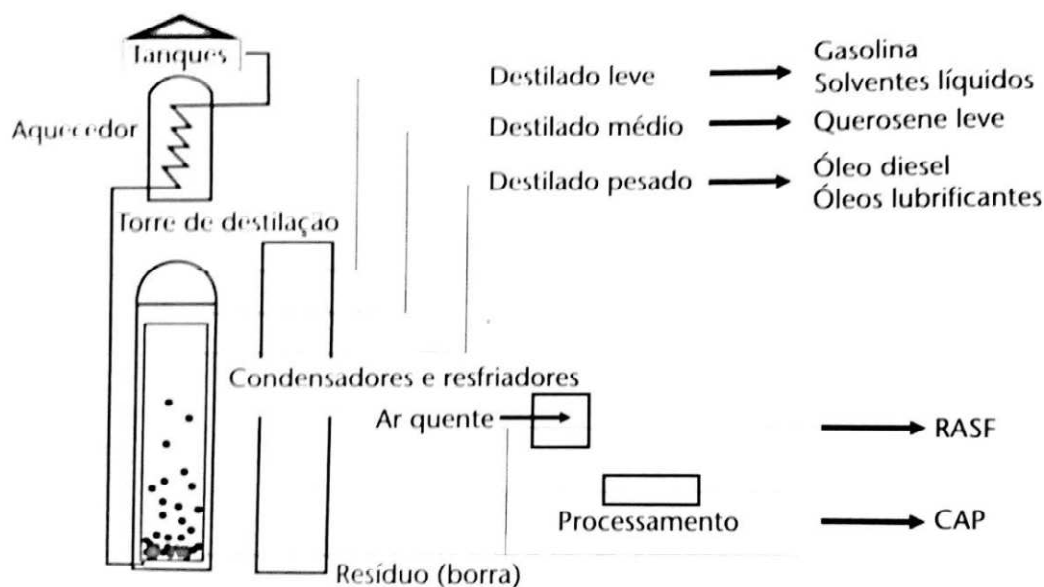 Tanques
Aquecedor
Torre de destilação
Destilado leve
Gasolina
Solventes líquidos
Destilado médio
Querosene leve
Destilado pesado
Óleo diesel
Óleos lubrificantes
Condensadores e resfriadores
Ar quente
RASF
Processamento
CAP
Resíduo (borra)